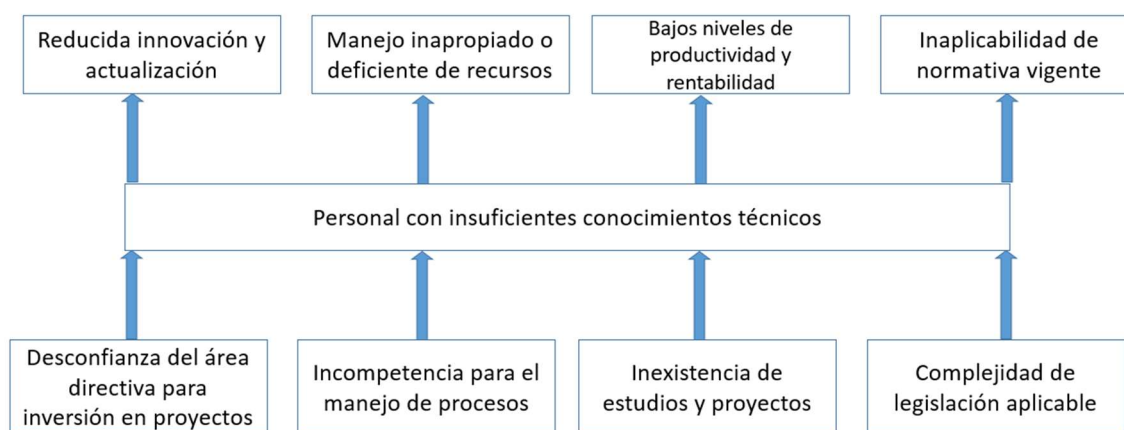 Reducida innovación y
actualización
Manejo inapropiado o
deficiente de recursos
Bajos niveles de
productividad y
rentabilidad
Inaplicabilidad de
normativa vigente
Personal con insuficientes conocimientos técnicos
Desconfianza del área
directiva para
inversión en proyectos
Incompetencia para el
manejo de procesos
Inexistencia de
estudios y proyectos
Complejidad de
legislación aplicable